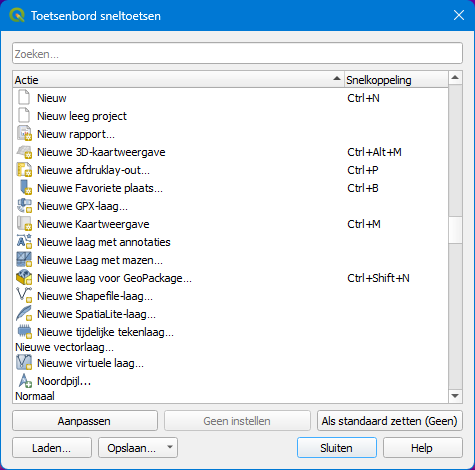 Toetsenbord sneltoetsen
Zoeken...
Actie Snelkoppeling
Nieuw Ctrl+N
Nieuw leeg project
Nieuw rapport...
Nieuwe 3D-kaartweergave Ctrl+Alt+M
Nieuwe afdruklay-out... Ctrl+P
Nieuwe Favoriete plaats... Ctrl+B
Nieuwe GPX-laag...
Nieuwe Kaartweergave Ctrl+M
Nieuwe laag met annotaties
Nieuwe Laag met mazen...
Nieuwe laag voor GeoPackage... Ctrl+Shift+N
Nieuwe Shapefile-laag...
Nieuwe SpatiaLite-laag...
Nieuwe tijdelijke tekenlaag...
Nieuwe vectorlaag...
Nieuwe virtuele laag...
Noordpijl...
Normaal
Aanpassen Geen instellen Als standaard zetten (Geen)
Laden... Opslaan... Sluiten Help